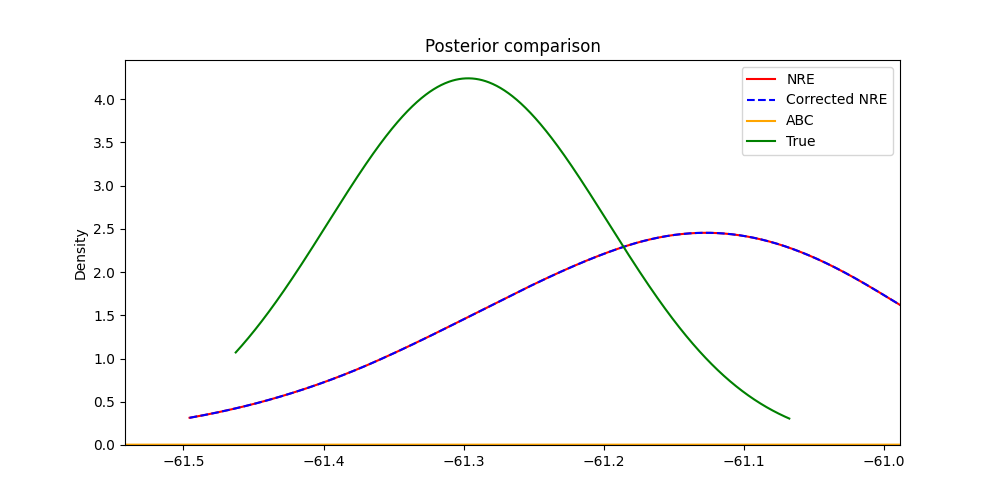 Posterior comparison
NRE
Corrected NRE
ABC
True
Density
4.0
3.5
3.0
2.5
2.0
1.5
1.0
0.5
0.0
−61.5 −61.4 −61.3 −61.2 −61.1 −61.0